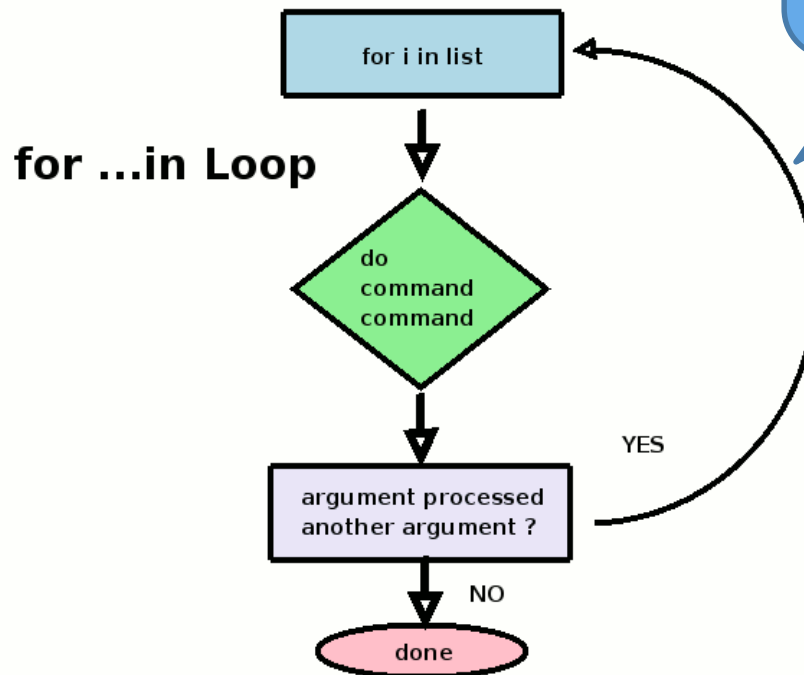 for i in list
for ...in Loop
do
command
command
YES
argument processed
another argument ?
NO
done